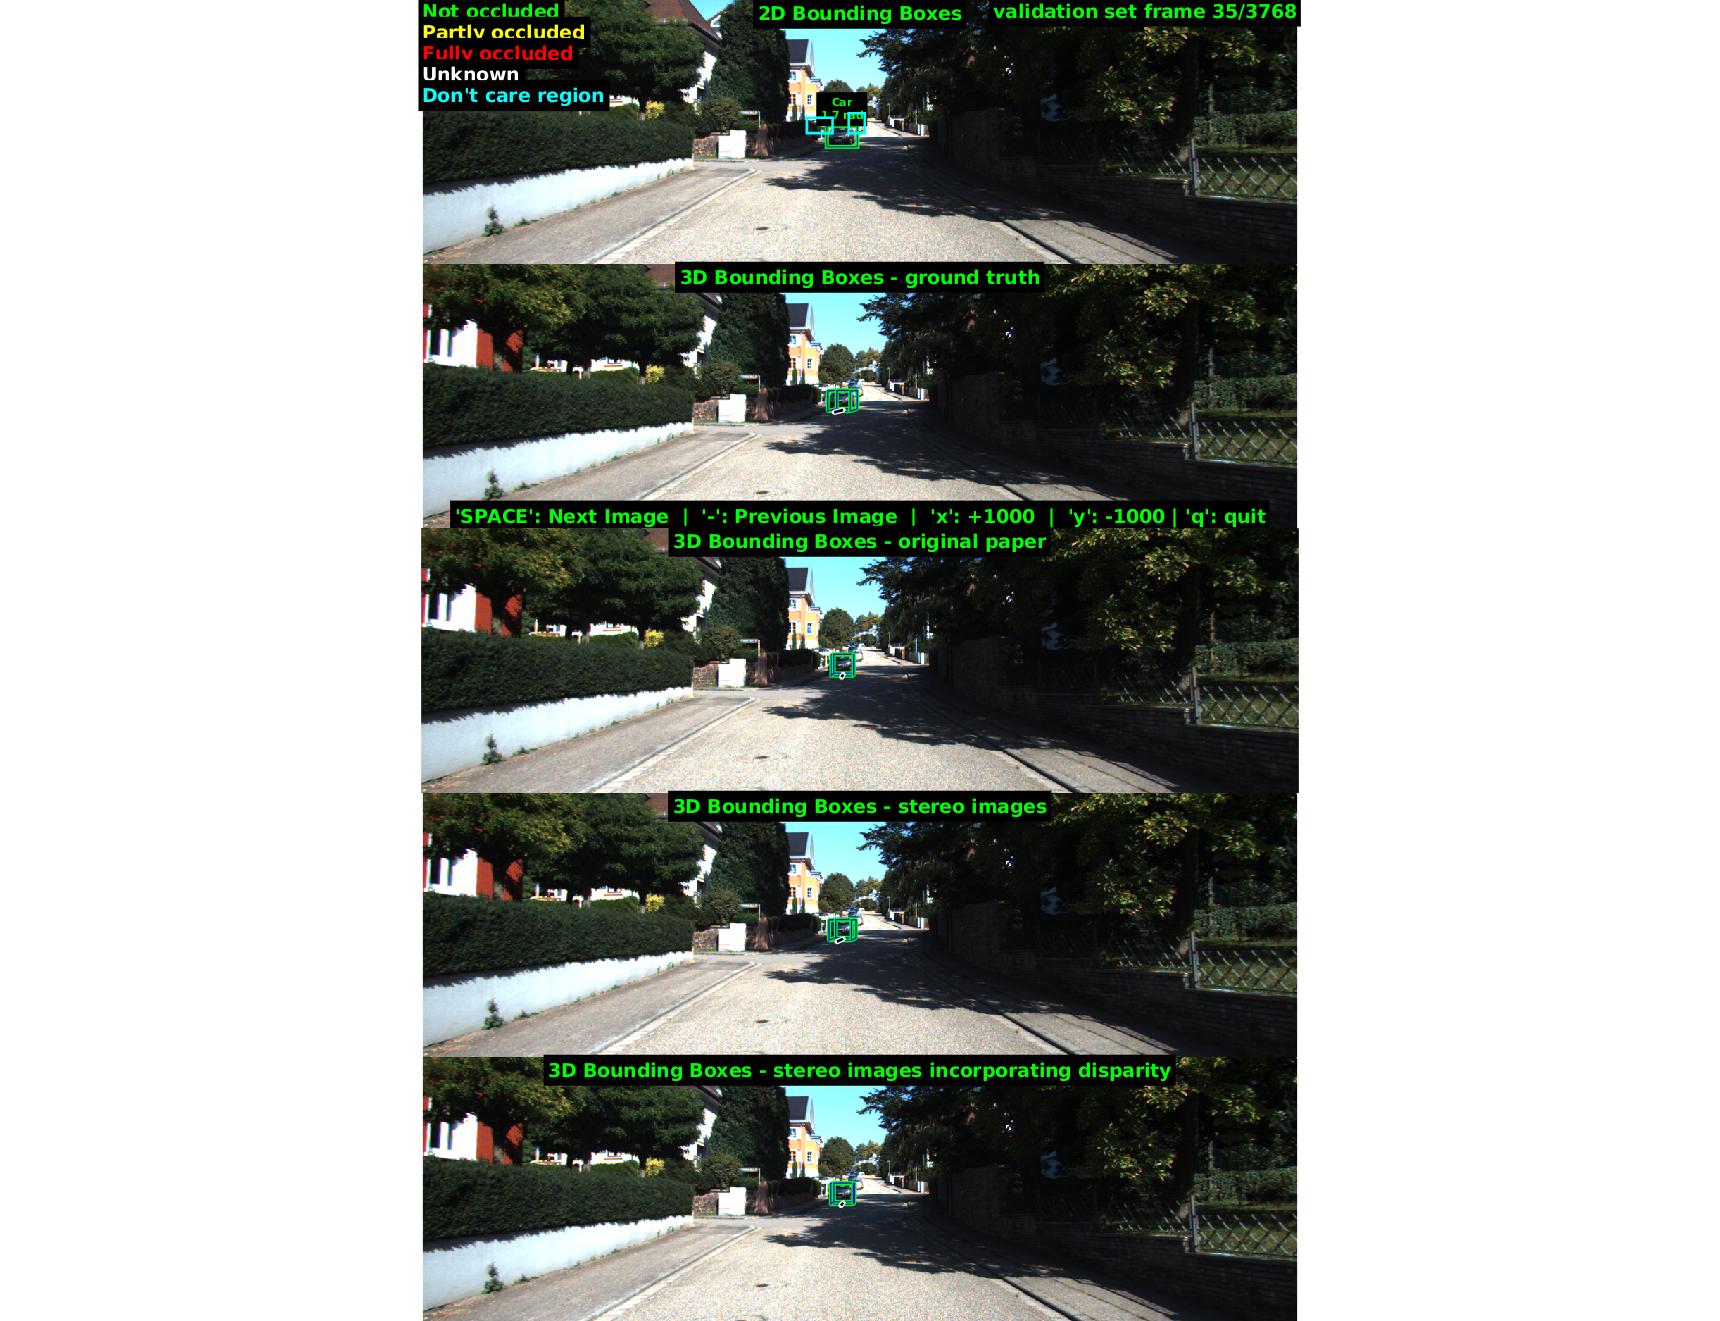 Not occluded
Partly occluded
Fully occluded
Unknown
Don't care region
2D Bounding Boxes
validation set frame 35/3768
Car
3D Bounding Boxes - ground truth
'SPACE': Next Image | '-': Previous Image | 'x': +1000 | 'y': -1000 | 'q': quit
3D Bounding Boxes - original paper
3D Bounding Boxes - stereo images
3D Bounding Boxes - stereo images incorporating disparity